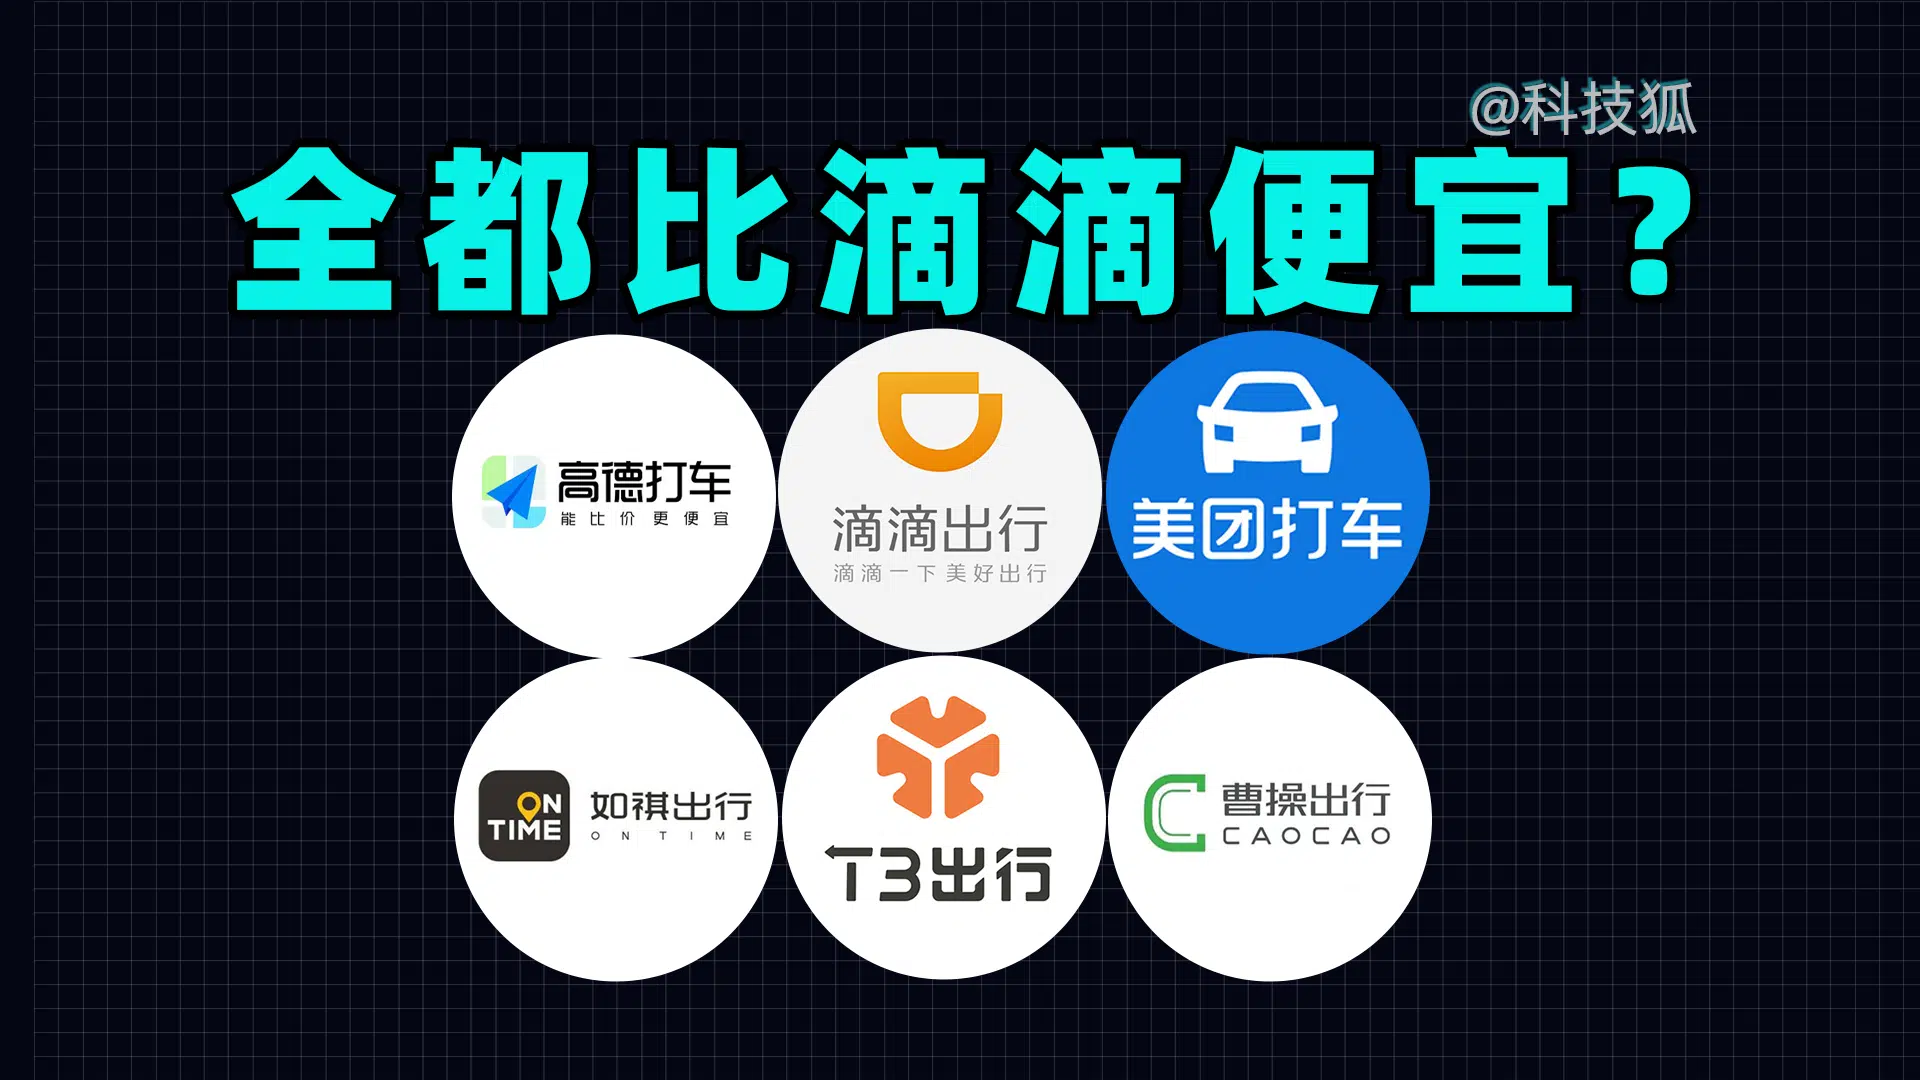 @科技狐
全都比滴滴便宜?
高德打车
能比价更便宜
滴滴出行
滴滴一下美好出行
美团打车
ON
TIME
如祺出行
ONTIME
T3出行
曹操出行
CAOCAO